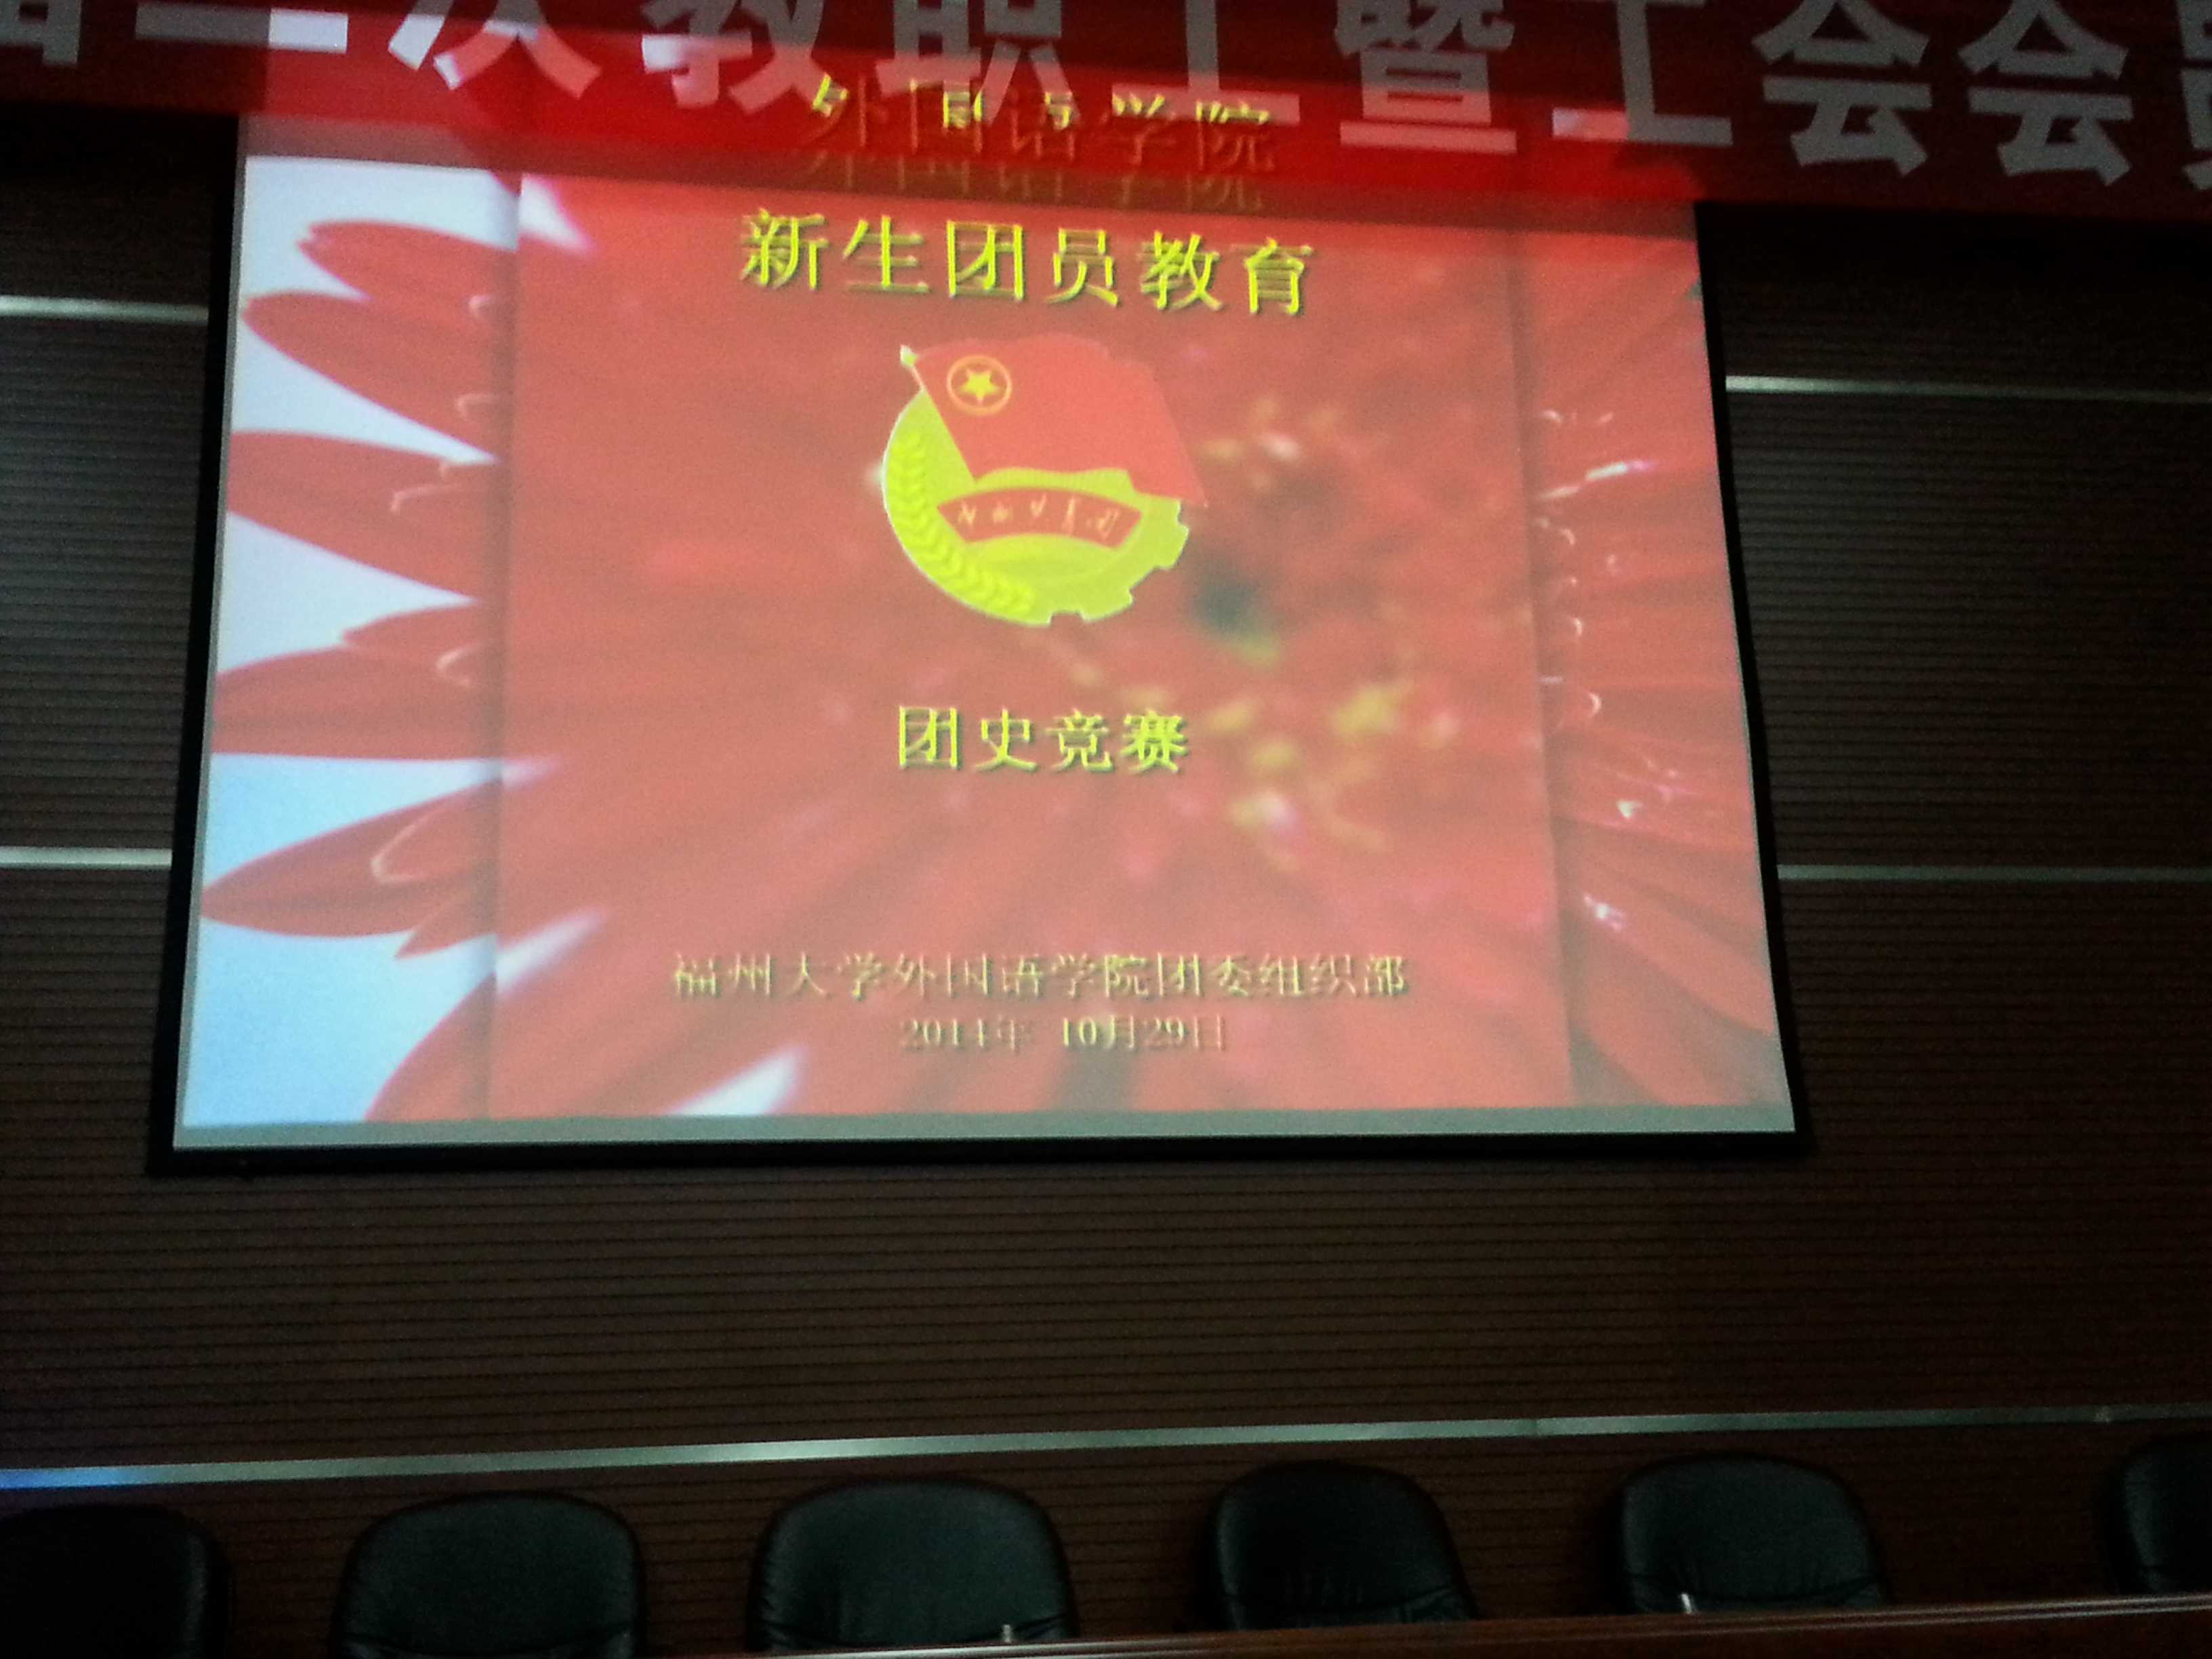 二次教职工暨工会会
外国语学院
新生团员教育
团史竞赛
福州大学外国语学院团委组织部
2014年 10月29日